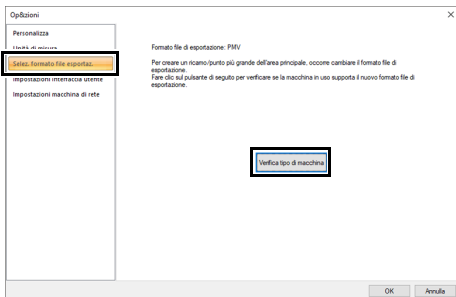 Op&zioni
Personalizza
Unità di misura
Selez. formato file esportaz.
Impostazioni interfaccia utente
Impostazioni macchina di rete
Formato file di esportazione: PMV
Per creare un ricamo/punto più grande dell'area principale, occorre cambiare il formato file di
esportazione.
Fare clic sul pulsante di seguito per verificare se la macchina in uso supporta il nuovo formato file di
esportazione.
Verifica tipo di macchina
OK
Annulla